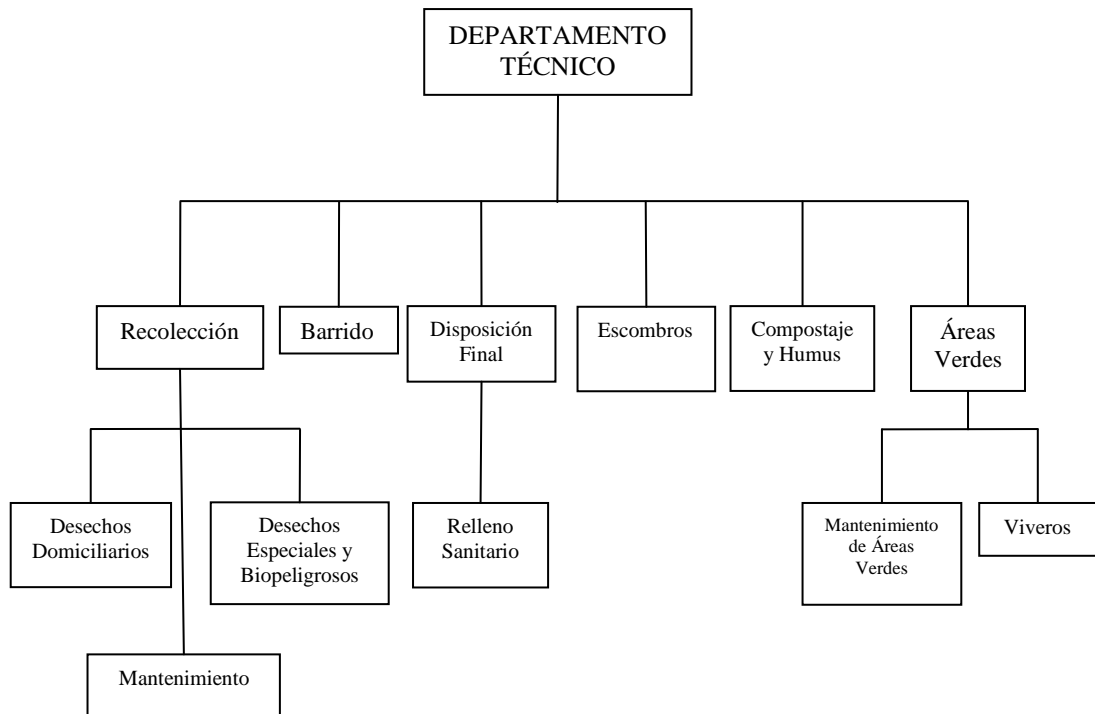 DEPARTAMENTO
TÉCNICO
Recolección
Barrido
Disposición
Final
Escombros
Compostaje
y Humus
Áreas
Verdes
Desechos
Domiciliarios
Desechos
Especiales y
Biopeligrosos
Relleno
Sanitario
Mantenimiento
de Áreas
Verdes
Viveros
Mantenimiento